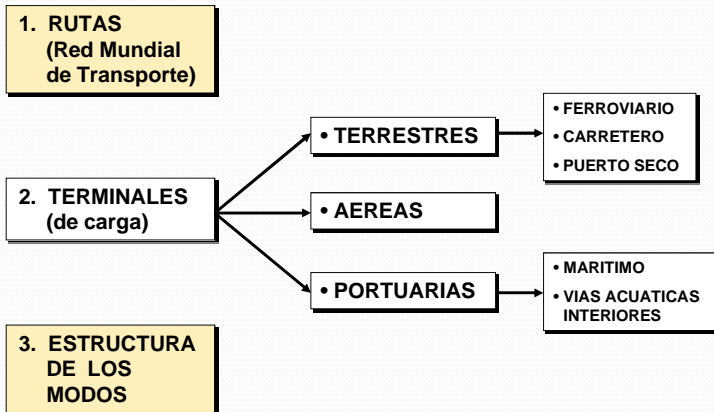 1. RUTAS
(Red Mundial
de Transporte)
2. TERMINALES
(de carga)
• TERRESTRES
• FERROVIARIO
• CARRETERO
• PUERTO SECO
• AEREAS
• PORTUARIAS
• MARITIMO
• VIAS ACUATICAS
INTERIORES
3. ESTRUCTURA
DE LOS
MODOS